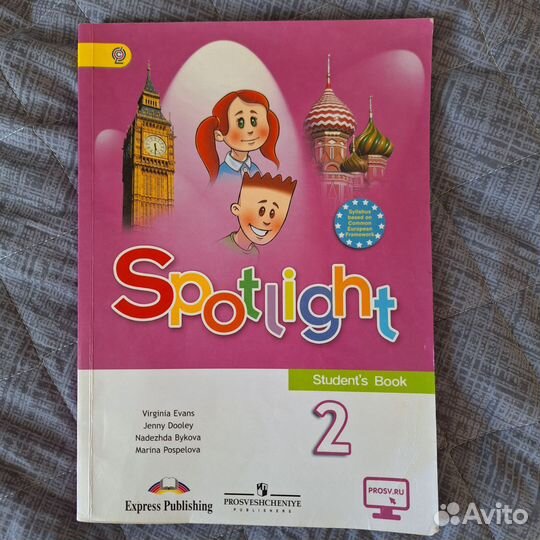 Syllabus
based on
Common
European
Framework
Spotlight
Student's Book
2
Virginia Evans
Jenny Dooley
Nadezhda Bykova
Marina Pospelova
Express Publishing
PROSVESHCHENIYE
PUBLISHERS
PROSV.RU
Avito